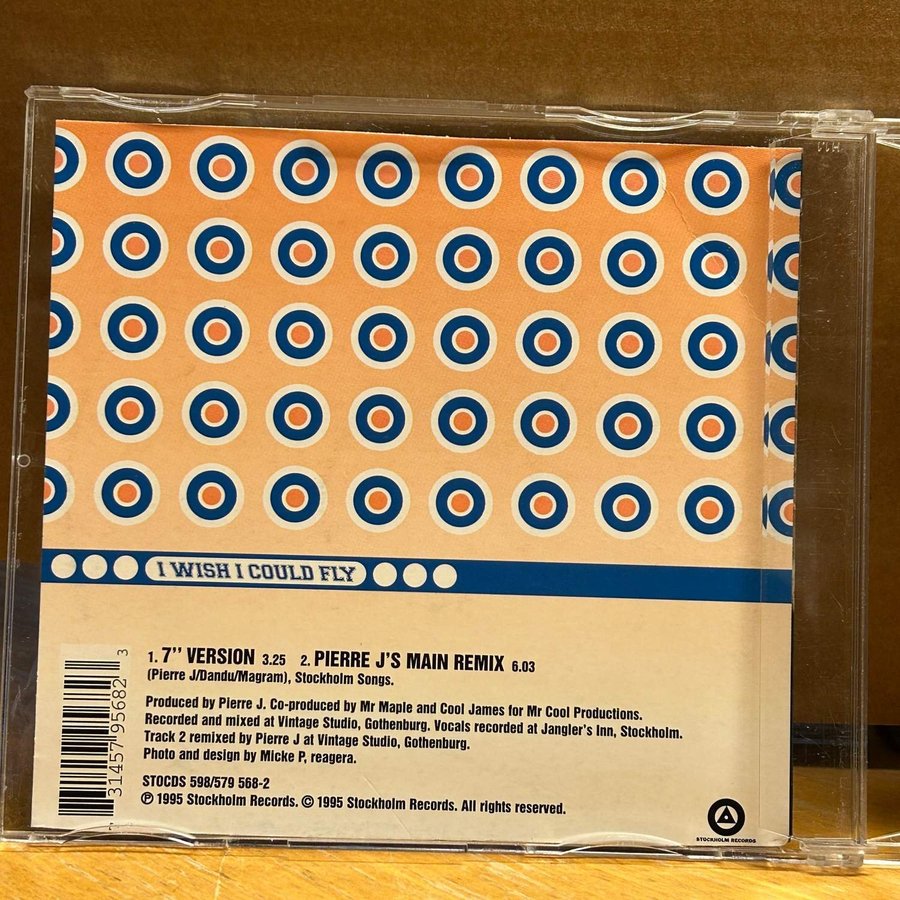 I WISH I COULD FLY
1. 7’’ VERSION 3.25 2. PIERRE J’S MAIN REMIX 6.03
(Pierre J/Dandu/Magram), Stockholm Songs.
Produced by Pierre J. Co-produced by Mr Maple and Cool James for Mr Cool Productions.
Recorded and mixed at Vintage Studio, Gothenburg. Vocals recorded at Jangler’s Inn, Stockholm.
Track 2 remixed by Pierre J at Vintage Studio, Gothenburg.
Photo and design by Micke P, reagera.
STOCDS 598/579 568-2
℗ 1995 Stockholm Records. © 1995 Stockholm Records. All rights reserved.
31457 95682 3
STOCKHOLM RECORDS